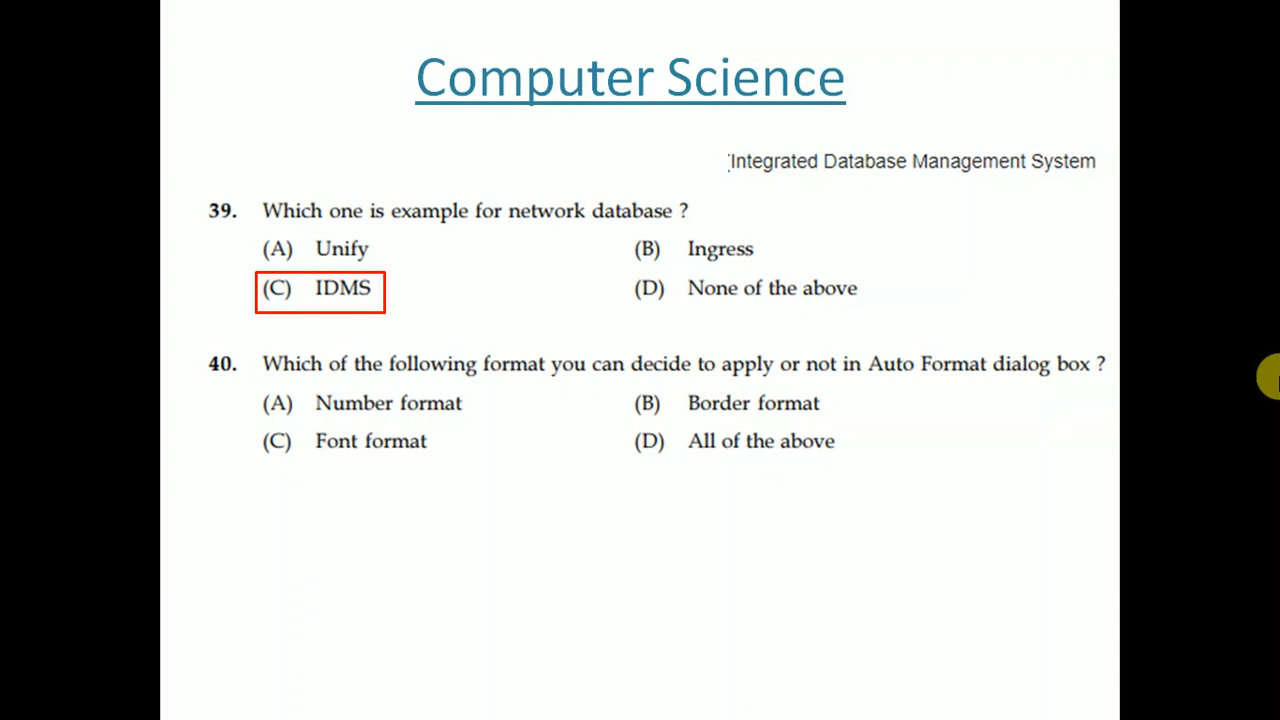 Computer Science
Integrated Database Management System
39. Which one is example for network database ?
(A) Unify (B) Ingress
(C) IDMS (D) None of the above
40. Which of the following format you can decide to apply or not in Auto Format dialog box ?
(A) Number format (B) Border format
(C) Font format (D) All of the above